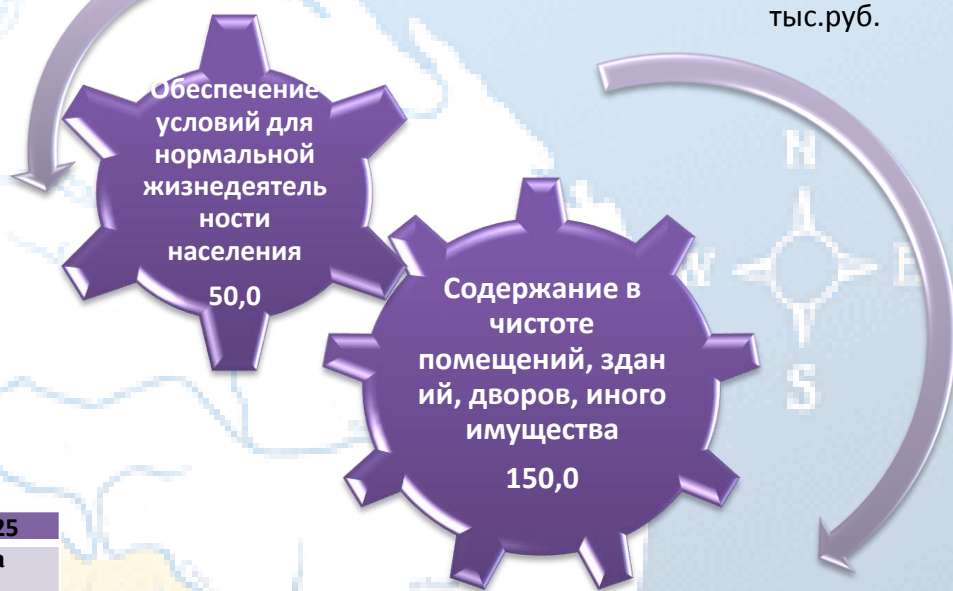 тыс.руб.
Обеспечение
условий для
нормальной
жизнедеятель
ности
населения
50,0
N
W E
S
Содержание в
чистоте
помещений, здан
ий, дворов, иного
имущества
150,0
25
а